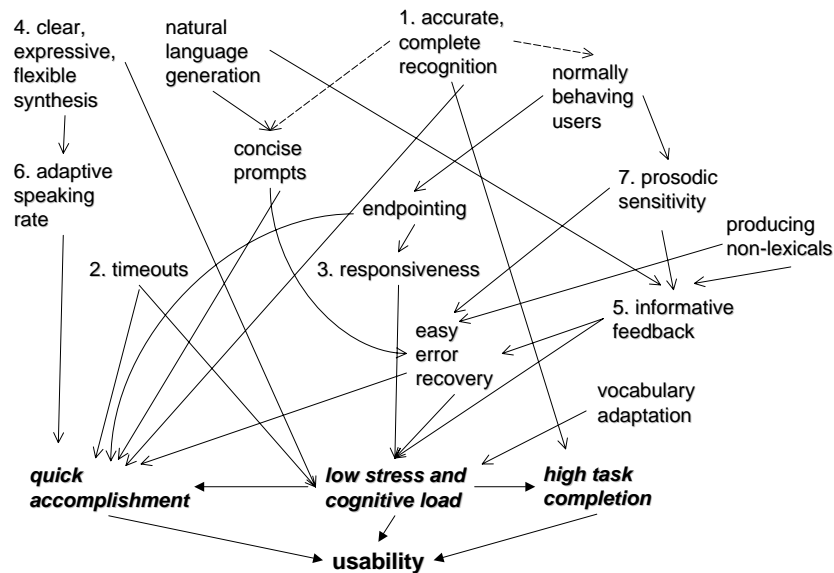 4. clear,
expressive,
flexible
synthesis
natural
language
generation
1. accurate,
complete
recognition
normally
behaving
users
concise
prompts
6. adaptive
speaking
rate
7. prosodic
sensitivity
endpointing
producing
non-lexicals
2. timeouts
3. responsiveness
5. informative
feedback
easy
error
recovery
vocabulary
adaptation
quick
accomplishment
low stress and
cognitive load
high task
completion
usability